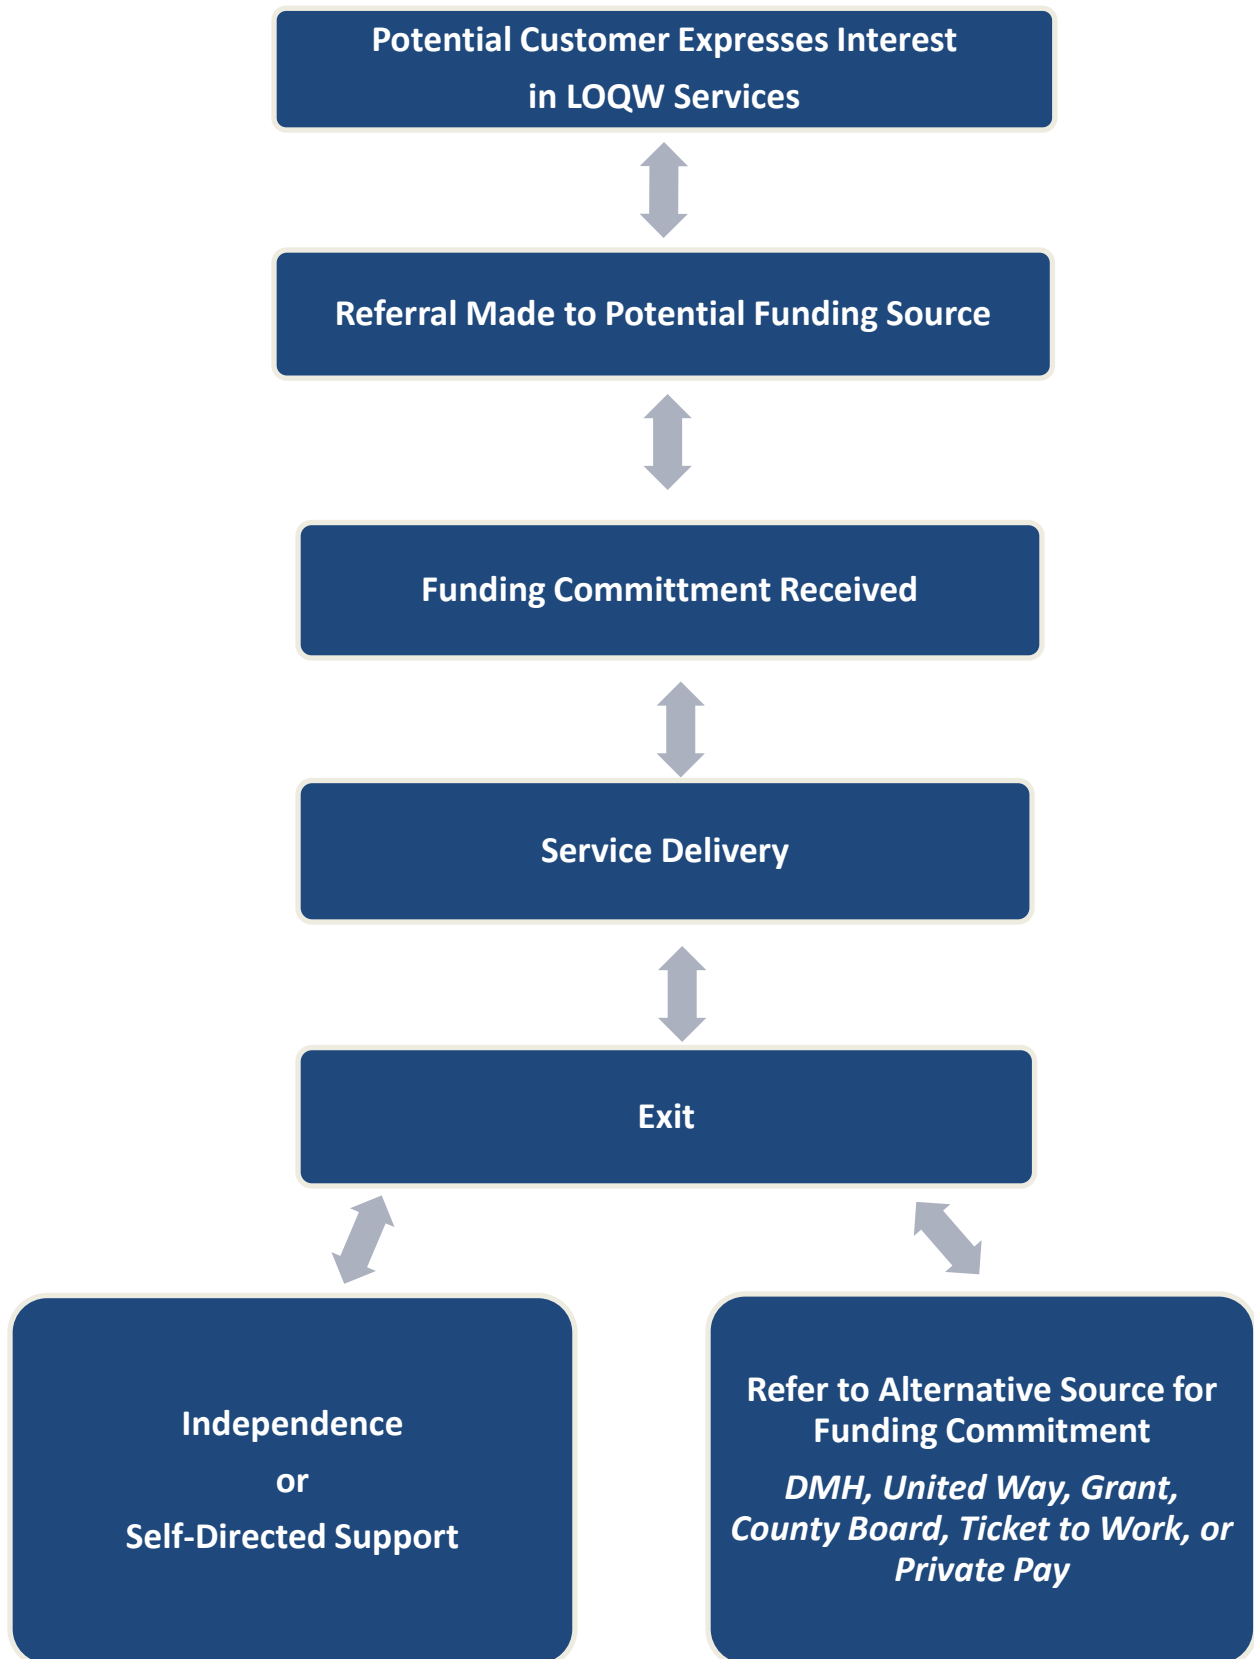 Potential Customer Expresses Interest
in LOQW Services
Referral Made to Potential Funding Source
Funding Committment Received
Service Delivery
Exit
Independence
or
Self-Directed Support
Refer to Alternative Source for
Funding Commitment
DMH, United Way, Grant,
County Board, Ticket to Work, or
Private Pay